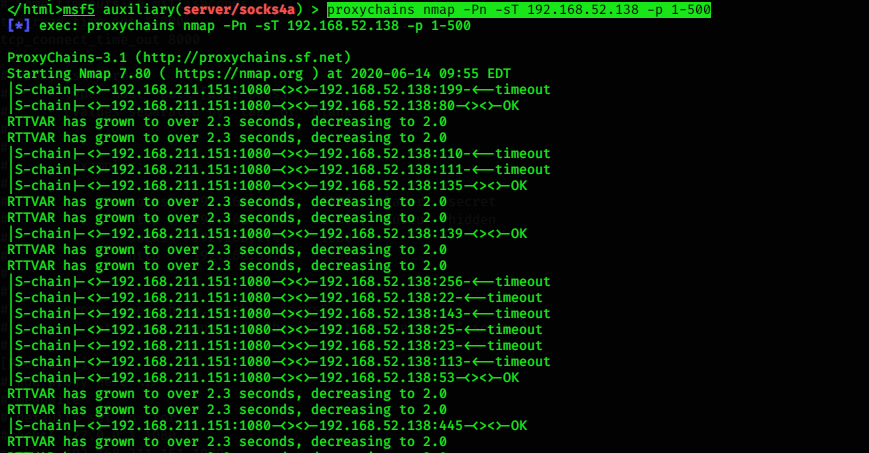 </html>msf5 auxiliary(server/socks4a) > proxychains nmap -Pn -sT 192.168.52.138 -p 1-500
[*] exec: proxychains nmap -Pn -sT 192.168.52.138 -p 1-500
ProxyChains-3.1 (http://proxychains.sf.net)
Starting Nmap 7.80 ( https://nmap.org ) at 2020-06-14 09:55 EDT
|S-chain|-<>-192.168.211.151:1080-<><>-192.168.52.138:199-<--timeout
|S-chain|-<>-192.168.211.151:1080-<><>-192.168.52.138:80-<><>-OK
RTTVAR has grown to over 2.3 seconds, decreasing to 2.0
RTTVAR has grown to over 2.3 seconds, decreasing to 2.0
|S-chain|-<>-192.168.211.151:1080-<><>-192.168.52.138:110-<--timeout
|S-chain|-<>-192.168.211.151:1080-<><>-192.168.52.138:111-<--timeout
|S-chain|-<>-192.168.211.151:1080-<><>-192.168.52.138:135-<><>-OK
RTTVAR has grown to over 2.3 seconds, decreasing to 2.0
RTTVAR has grown to over 2.3 seconds, decreasing to 2.0
|S-chain|-<>-192.168.211.151:1080-<><>-192.168.52.138:139-<><>-OK
RTTVAR has grown to over 2.3 seconds, decreasing to 2.0
RTTVAR has grown to over 2.3 seconds, decreasing to 2.0
|S-chain|-<>-192.168.211.151:1080-<><>-192.168.52.138:256-<--timeout
|S-chain|-<>-192.168.211.151:1080-<><>-192.168.52.138:22-<--timeout
|S-chain|-<>-192.168.211.151:1080-<><>-192.168.52.138:143-<--timeout
|S-chain|-<>-192.168.211.151:1080-<><>-192.168.52.138:25-<--timeout
|S-chain|-<>-192.168.211.151:1080-<><>-192.168.52.138:23-<--timeout
|S-chain|-<>-192.168.211.151:1080-<><>-192.168.52.138:113-<--timeout
|S-chain|-<>-192.168.211.151:1080-<><>-192.168.52.138:53-<><>-OK
RTTVAR has grown to over 2.3 seconds, decreasing to 2.0
RTTVAR has grown to over 2.3 seconds, decreasing to 2.0
|S-chain|-<>-192.168.211.151:1080-<><>-192.168.52.138:445-<><>-OK
RTTVAR has grown to over 2.3 seconds, decreasing to 2.0